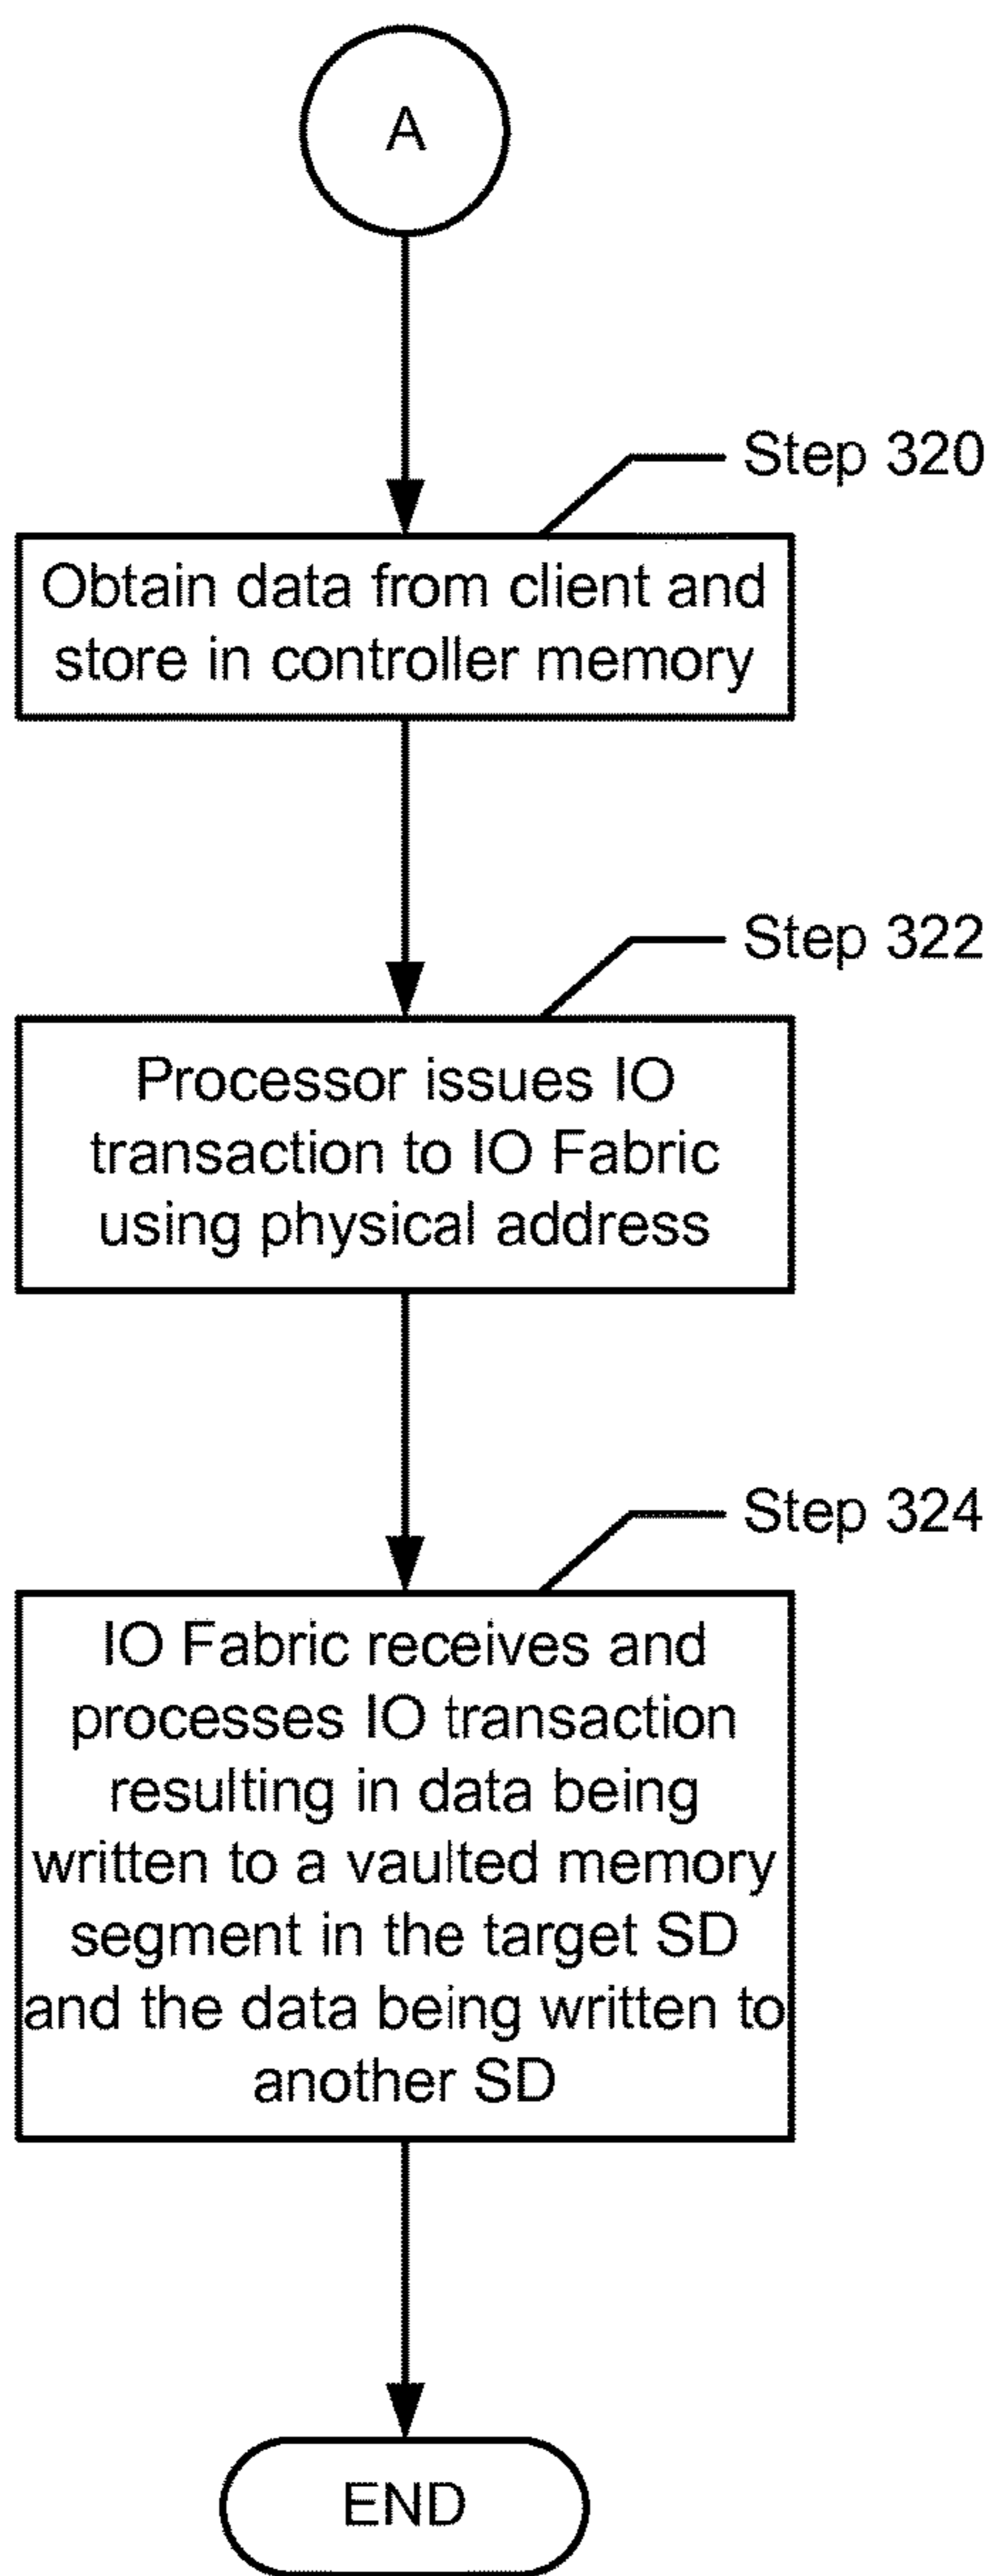 A
Step 320
Obtain data from client and
store in controller memory
Step 322
Processor issues IO
transaction to IO Fabric
using physical address
Step 324
IO Fabric receives and
processes IO transaction
resulting in data being
written to a vaulted memory
segment in the target SD
and the data being written to
another SD
END